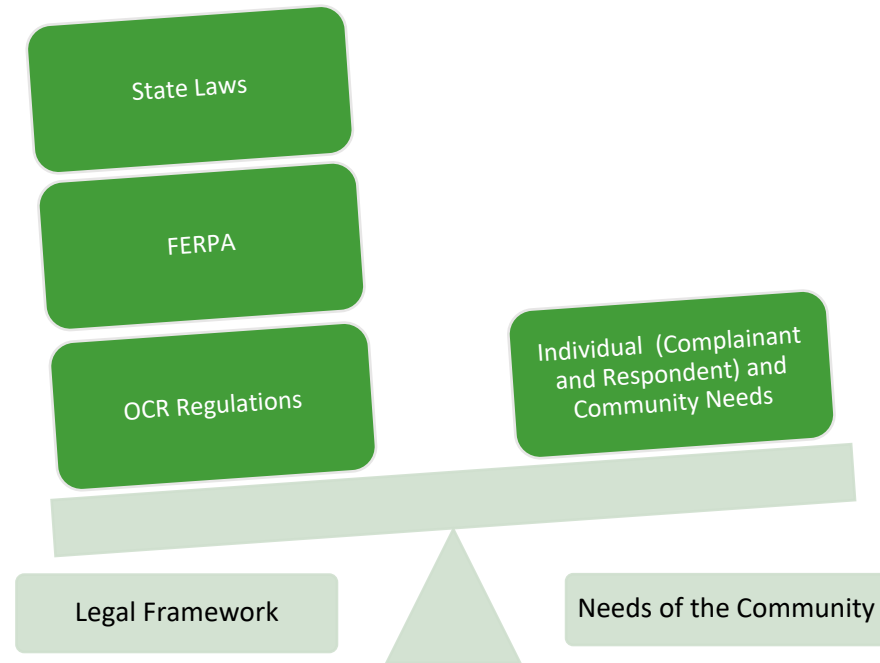 State Laws
FERPA
OCR Regulations
Individual (Complainant
and Respondent) and
Community Needs
Legal Framework
Needs of the Community